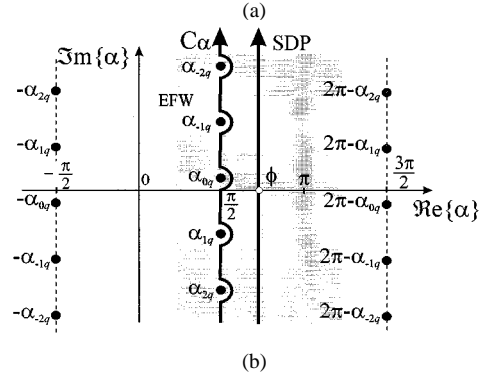 (a)
ℑm{α} Cα SDP
-α₂q α₋₂q 2π-α₂q
EFW
-α₁q α₋₁q 2π-α₁q
-π/2 0 α₀q π/2 ϕ π 3π/2
-α₀q 2π-α₀q ℜe{α}
α₁q
-α₋₁q 2π-α₋₁q
α₂q
-α₋₂q 2π-α₋₂q
(b)